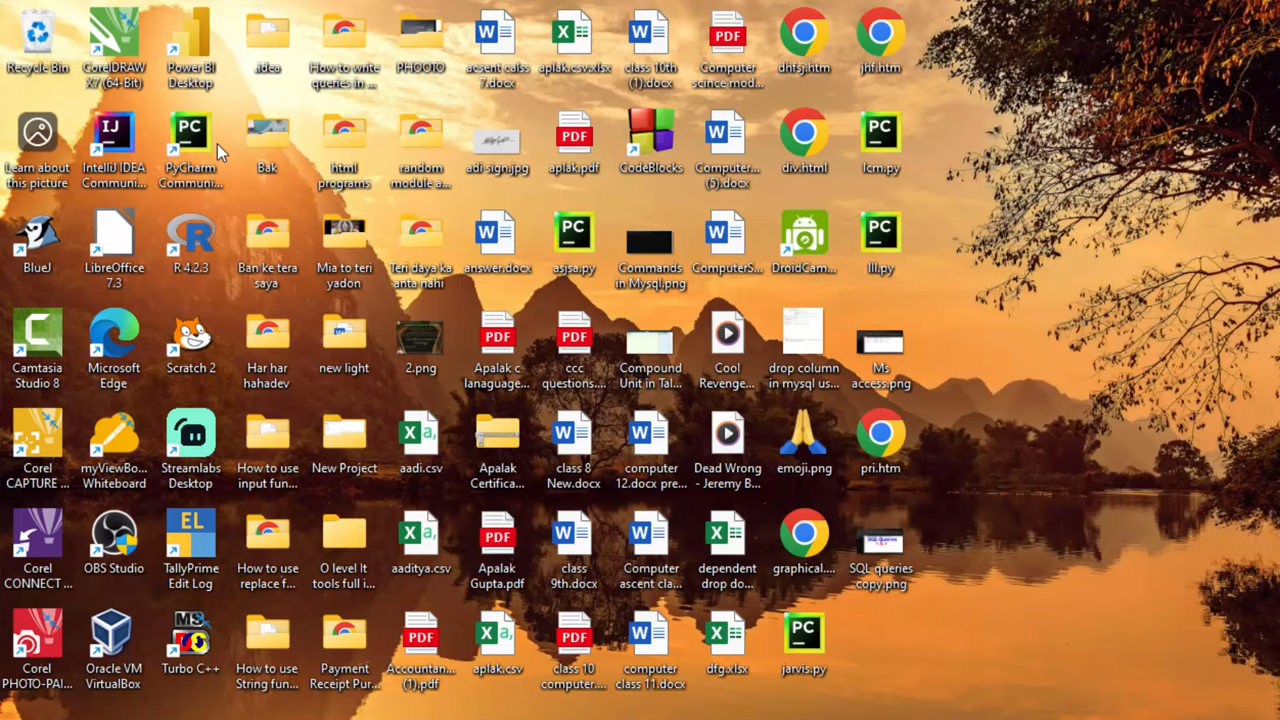 Recycle Bin
CorelDRAW
X7 (64-Bit)
Power BI
Desktop
.idea
How to write
queries in ...
PHOOTO
acsent calss
7.docx
aplak.csv.xlsx
class 10th
(1).docx
Computer
scince mod...
dhfsj.htm
jhf.htm
Learn about
this picture
IntelliJ IDEA
Communi...
PyCharm
Communi...
Bak
html
programs
random
moddle a...
adi sign.jpg
aplak.pdf
CodeBlocks
Computer...
(5).docx
div.html
lcm.py
BlueJ
LibreOffice
7.3
R 4.2.3
Ban ke tera
saya
Mia to teri
yadon
Teri daya ka
anta nahi
answer.docx
asjsa.py
Commands
in Mysql.png
ComputerS...
DroidCam...
lll.py
Camtasia
Studio 8
Microsoft
Edge
Scratch 2
Har har
hahadev
new light
2.png
Apalak c
lanaguage...
ccc
questions....
Compound
Unit in Tal...
Cool
Revenge...
drop column
in mysql us...
Ms
access.png
Corel
CAPTURE ...
myViewBo...
Whiteboard
Streamlabs
Desktop
How to use
input fun...
New Project
aadi.csv
Apalak
Certifica...
class 8
New.docx
computer
12.docx pre...
Dead Wrong
- Jeremy B...
emoji.png
pri.htm
Corel
CONNECT ...
OBS Studio
TallyPrime
Edit Log
How to use
replace f...
O level It
tools full i...
aaditya.csv
Apalak
Gupta.pdf
class
9th.docx
Computer
ascent cla...
dependent
drop do...
graphical....
SQL queries
copy.png
Corel
PHOTO-PAI...
Oracle VM
VirtualBox
Turbo C++
How to use
String fun...
Payment
Receipt Pur...
Accountan...
(1).pdf
aplak.csv
class 10
computer....
computer
class 11.docx
dfg.xlsx
jarvis.py